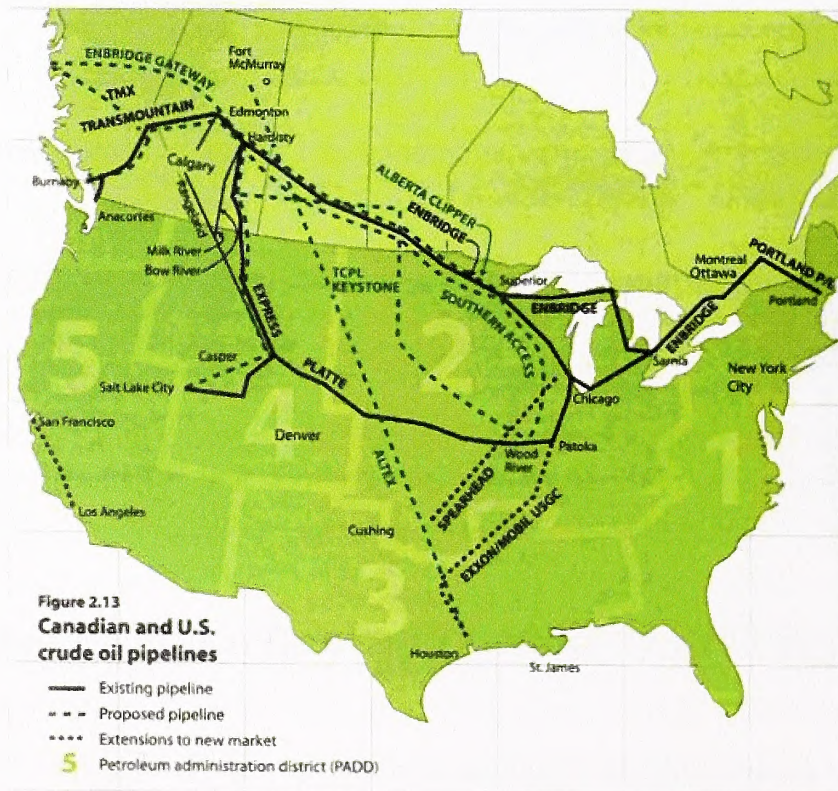 ENBRIDGE GATEWAY
Fort
McMurray
TMX
TRANSMOUNTAIN
Edmonton
Hardisty
Calgary
Burnaby
Rangeland
Anacortes
Milk River
Bow River
ALBERTA CLIPPER
ENBRIDGE
Superior
Montreal
Ottawa
PORTLAND P/L
Portland
TCPL
KEYSTONE
SOUTHERN ACCESS
ENBRIDGE
ENBRIDGE
Sarnia
EXPRESS
5
2
Casper
PLATTE
New York
City
Salt Lake City
4
Chicago
San Francisco
Denver
Wood
River
Patoka
1
ALTEX
SPEARHEAD
Los Angeles
Cushing
EXXON/MOBIL USGC
3
Houston
St. James
Figure 2.13
Canadian and U.S.
crude oil pipelines
Existing pipeline
Proposed pipeline
Extensions to new market
5 Petroleum administration district (PADD)